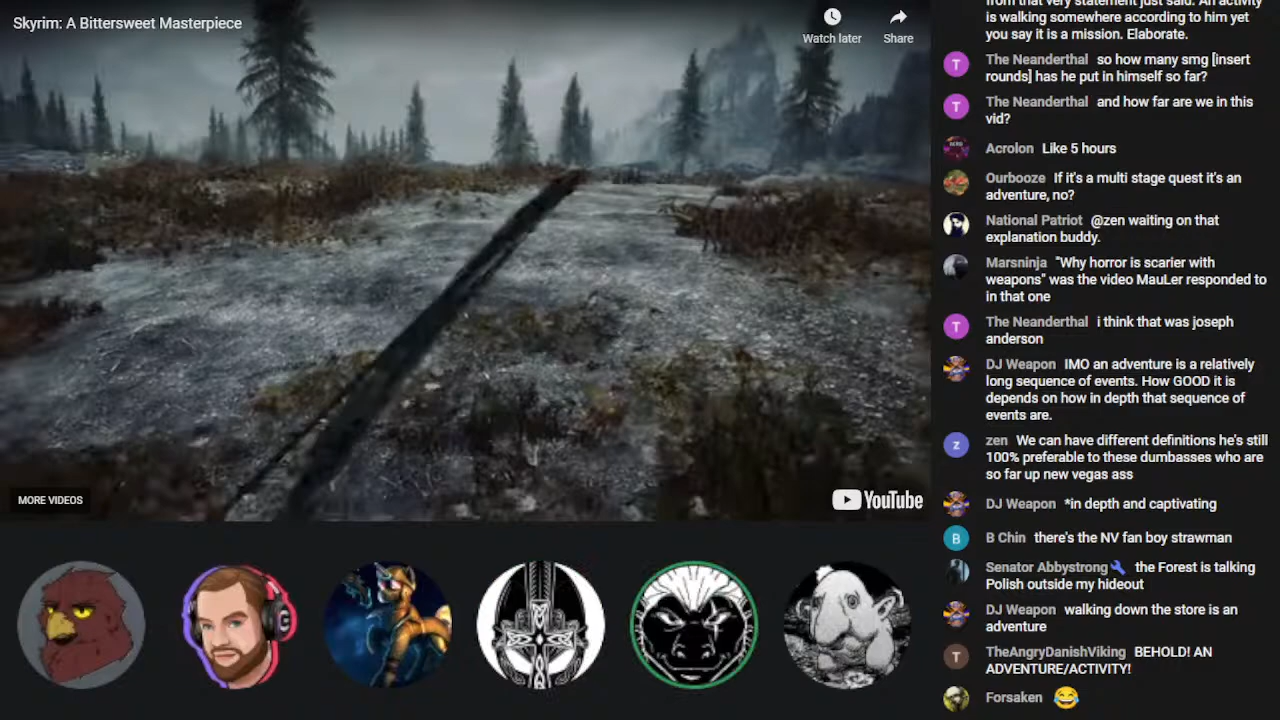 Skyrim: A Bittersweet Masterpiece
Watch later
Share
MORE VIDEOS
YouTube
from that very statement just said. An activity
is walking somewhere according to him yet
you say it is a mission. Elaborate.
T
The Neanderthal so how many smg [insert
rounds] has he put in himself so far?
T
The Neanderthal and how far are we in this
vid?
Acrolon Like 5 hours
Ourbooze If it's a multi stage quest it's an
adventure, no?
National Patriot @zen waiting on that
explanation buddy.
Marsninja "Why horror is scarier with
weapons" was the video MauLer responded to
in that one
T
The Neanderthal i think that was joseph
anderson
DJ Weapon IMO an adventure is a relatively
long sequence of events. How GOOD it is
depends on how in depth that sequence of
events are.
z
zen We can have different definitions he's still
100% preferable to these dumbasses who are
so far up new vegas ass
DJ Weapon *in depth and captivating
B
B Chin there's the NV fan boy strawman
Senator Abbystrong the Forest is talking
Polish outside my hideout
DJ Weapon walking down the store is an
adventure
T
TheAngryDanishViking BEHOLD! AN
ADVENTURE/ACTIVITY!
Forsaken 😂